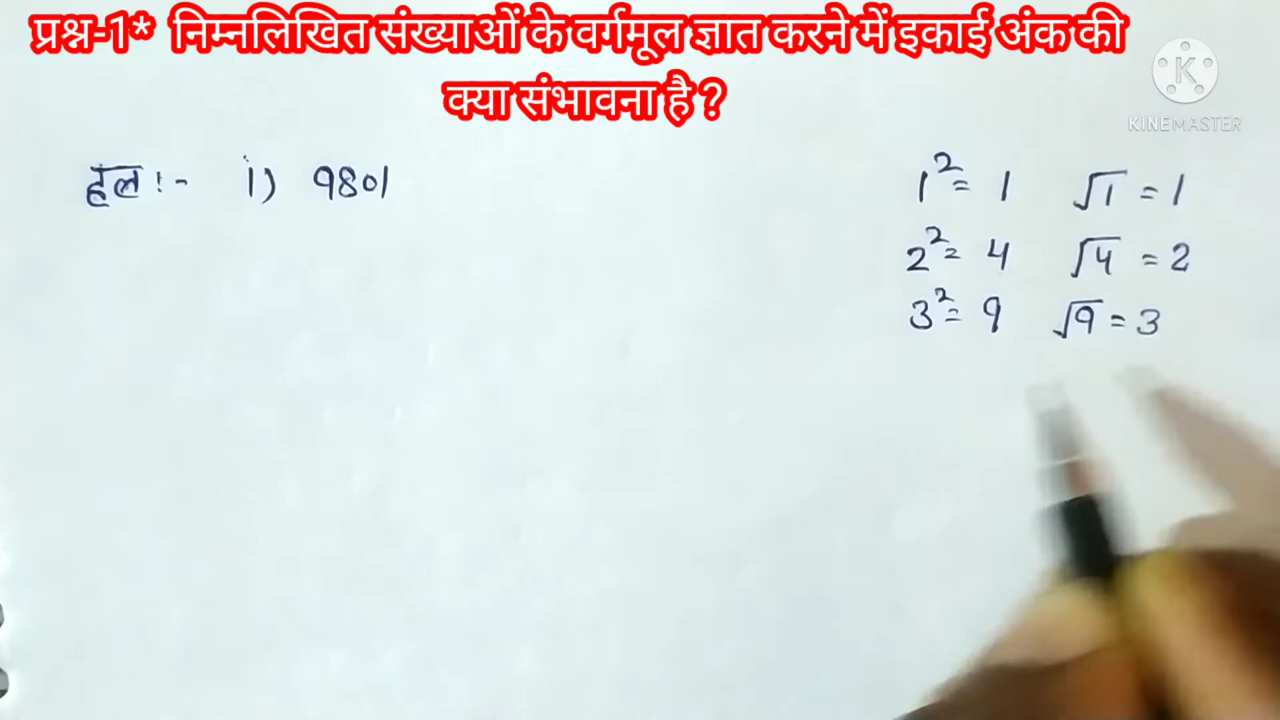 प्रश्न-1* निम्नलिखित संख्याओं के वर्गमूल ज्ञात करने में इकाई अंक की
क्या संभावना है ?
KINEMASTER
हल :- i) 9801
1² = 1 √1 = 1
2² = 4 √4 = 2
3² = 9 √9 = 3